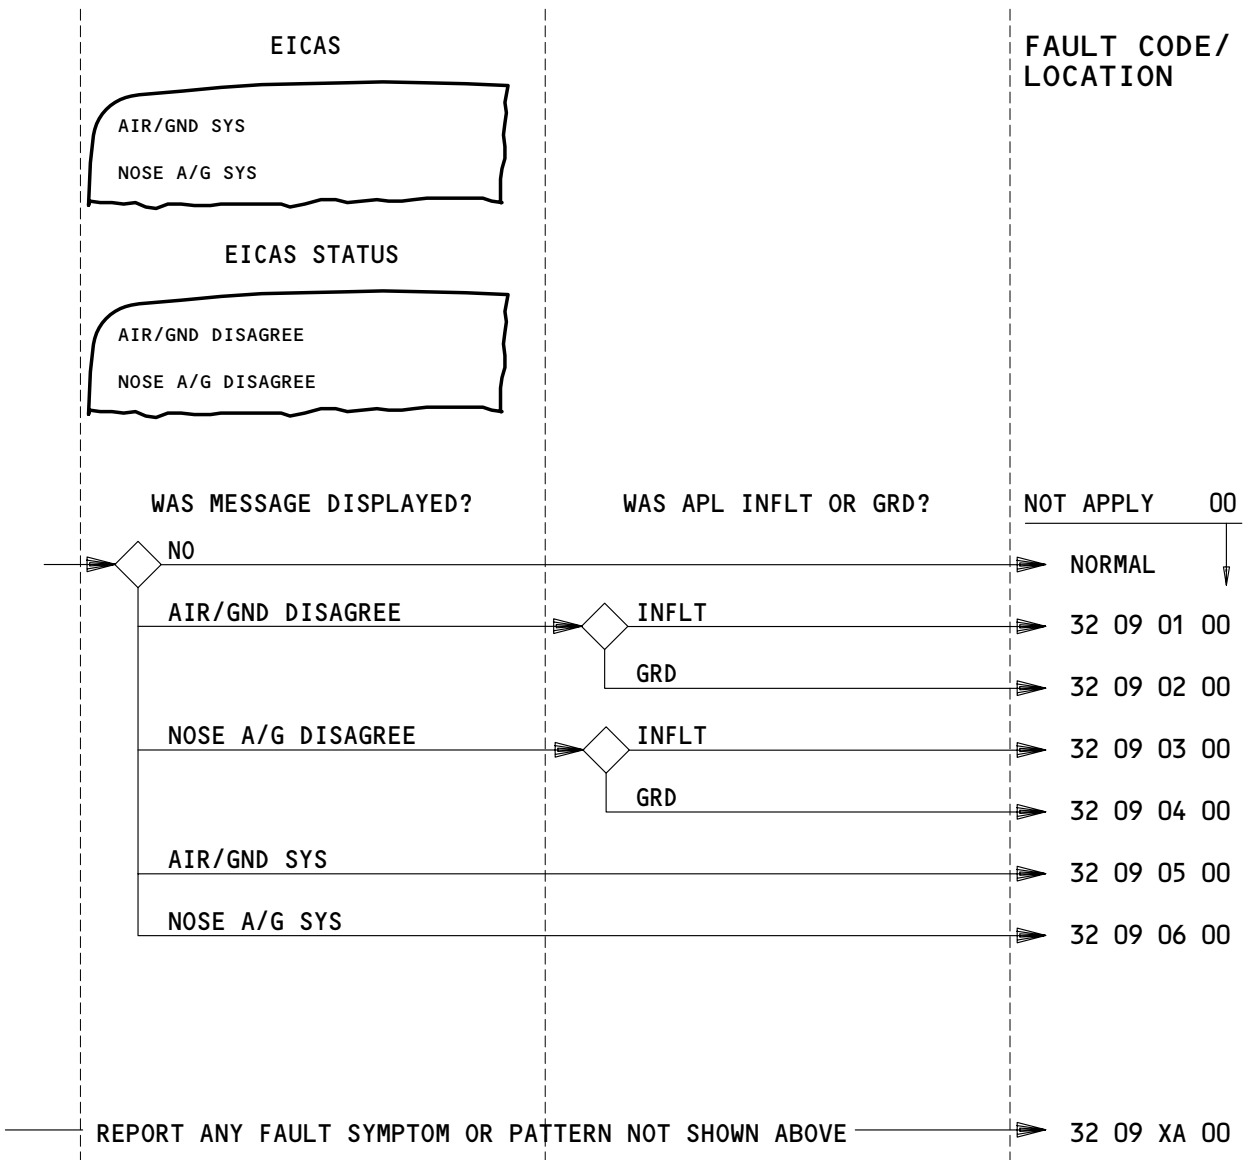 EICAS
FAULT CODE/
LOCATION
AIR/GND SYS
NOSE A/G SYS
EICAS STATUS
AIR/GND DISAGREE
NOSE A/G DISAGREE
WAS MESSAGE DISPLAYED?
WAS APL INFLT OR GRD?
NOT APPLY 00
NO
NORMAL
AIR/GND DISAGREE
INFLT
32 09 01 00
GRD
32 09 02 00
NOSE A/G DISAGREE
INFLT
32 09 03 00
GRD
32 09 04 00
AIR/GND SYS
32 09 05 00
NOSE A/G SYS
32 09 06 00
REPORT ANY FAULT SYMPTOM OR PATTERN NOT SHOWN ABOVE
32 09 XA 00